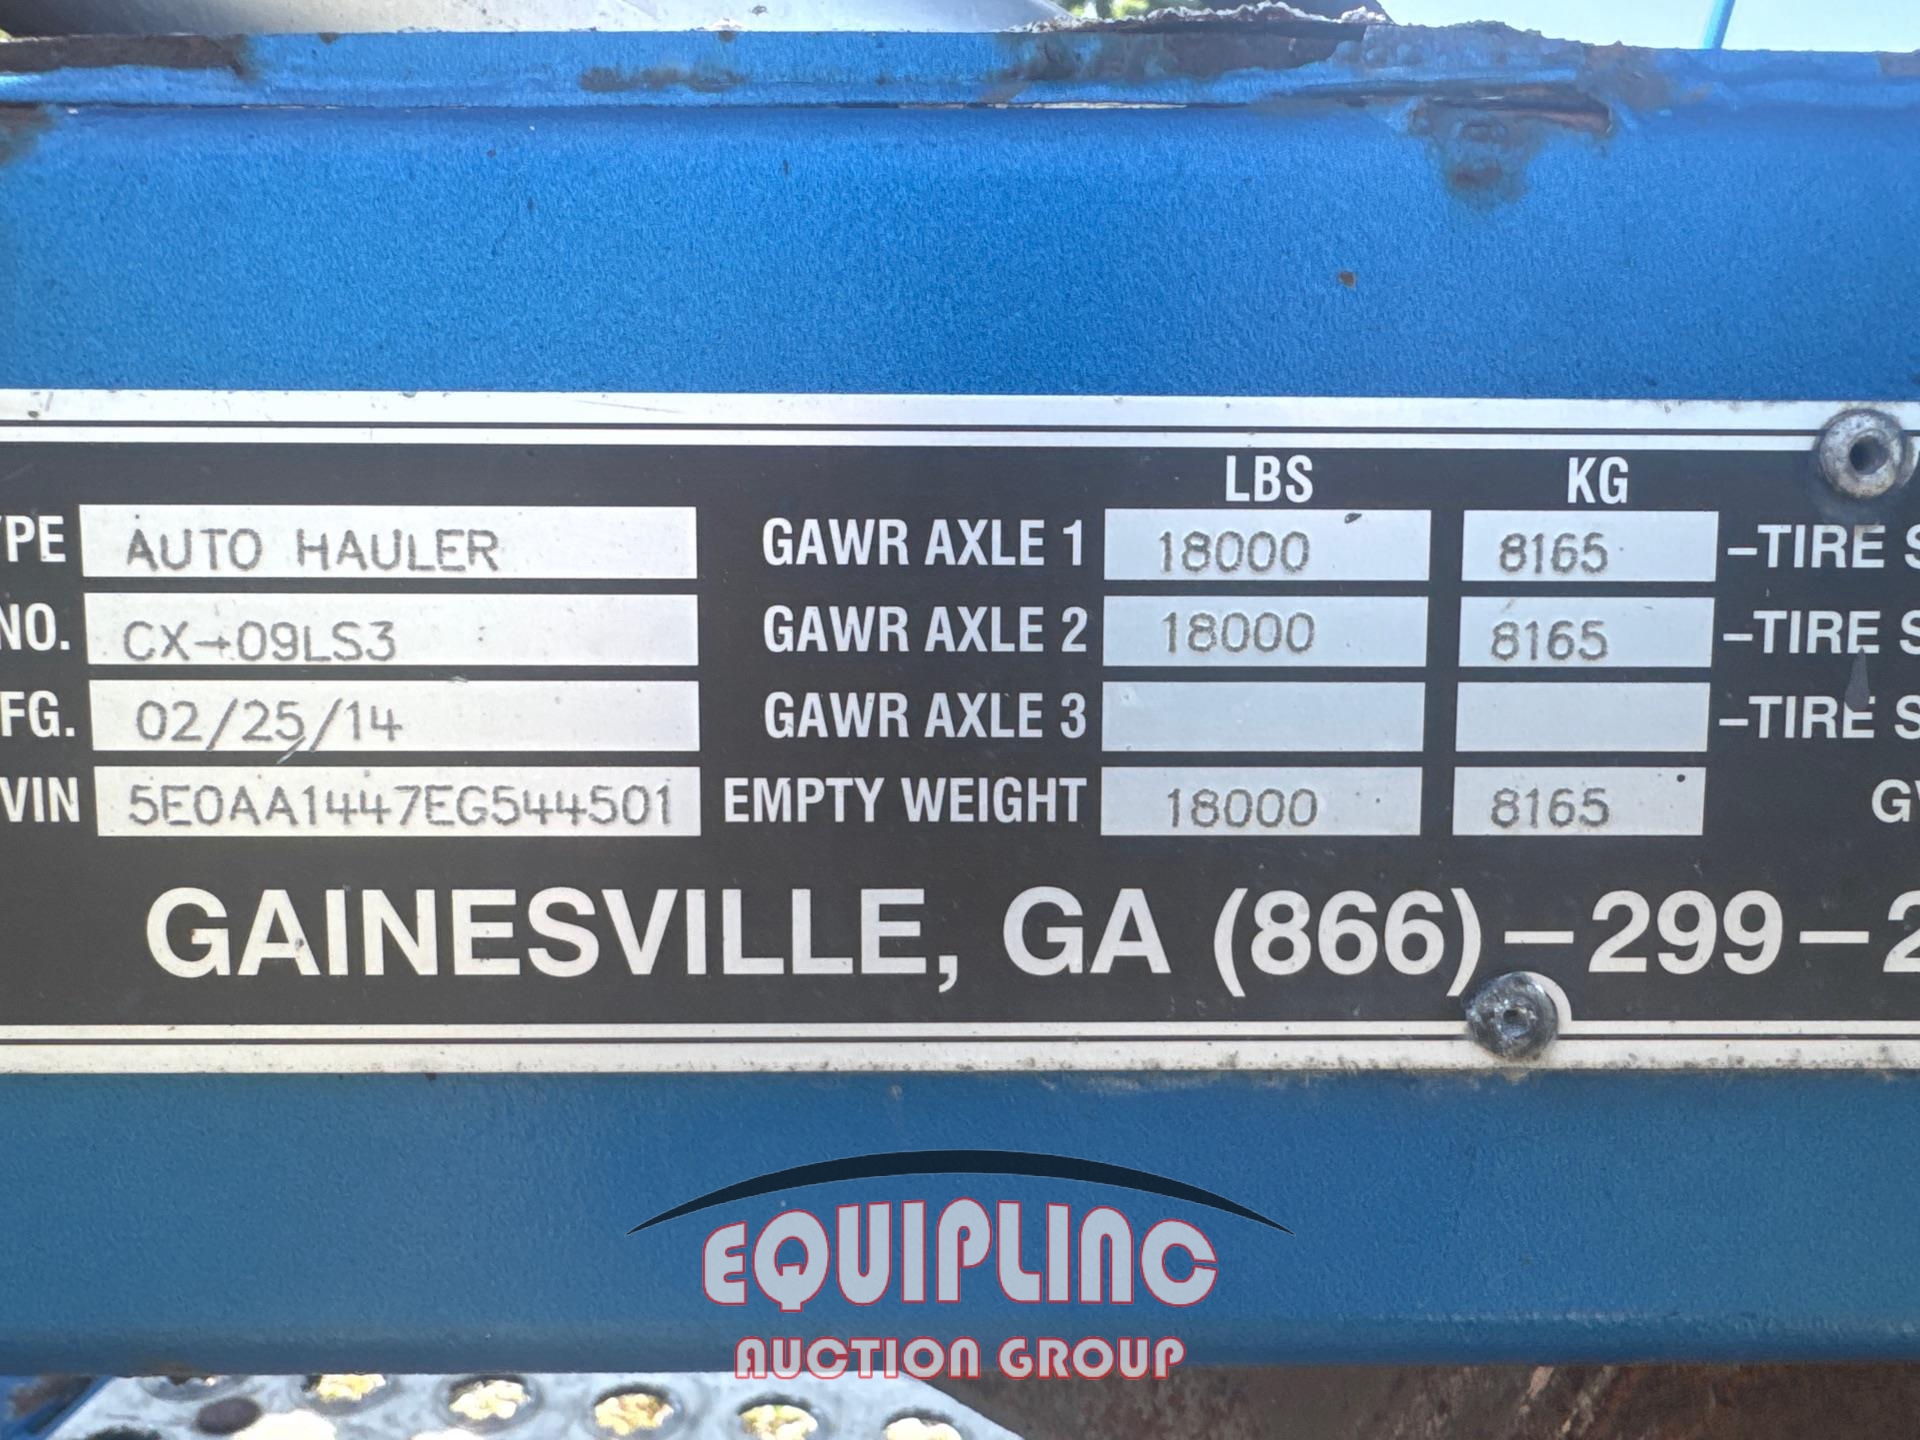 LBS KG
YPE AUTO HAULER GAWR AXLE 1 18000 8165 –TIRE S
NO. CX-09LS3 GAWR AXLE 2 18000 8165 –TIRE S
FG. 02/25/14 GAWR AXLE 3 –TIRE S
VIN 5E0AA1447EG544501 EMPTY WEIGHT 18000 8165 GV
GAINESVILLE, GA (866)–299–2
EQUIPLINC
AUCTION GROUP